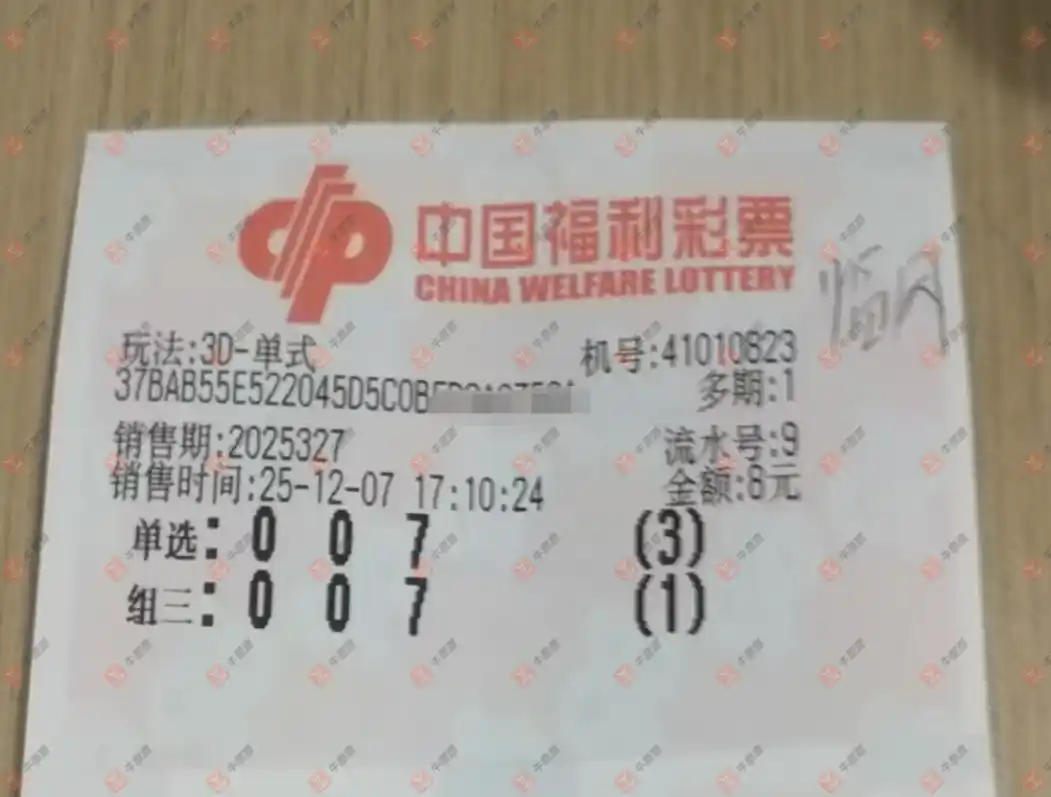 中国福利彩票
CHINA WELFARE LOTTERY
临网
玩法:3D-单式 机号:41010823
37BAB55E522045D5C0B 多期:1
销售期:2025327 流水号:9
销售时间:25-12-07 17:10:24 金额:8元
单选:0 0 7 (3)
组三:0 0 7 (1)